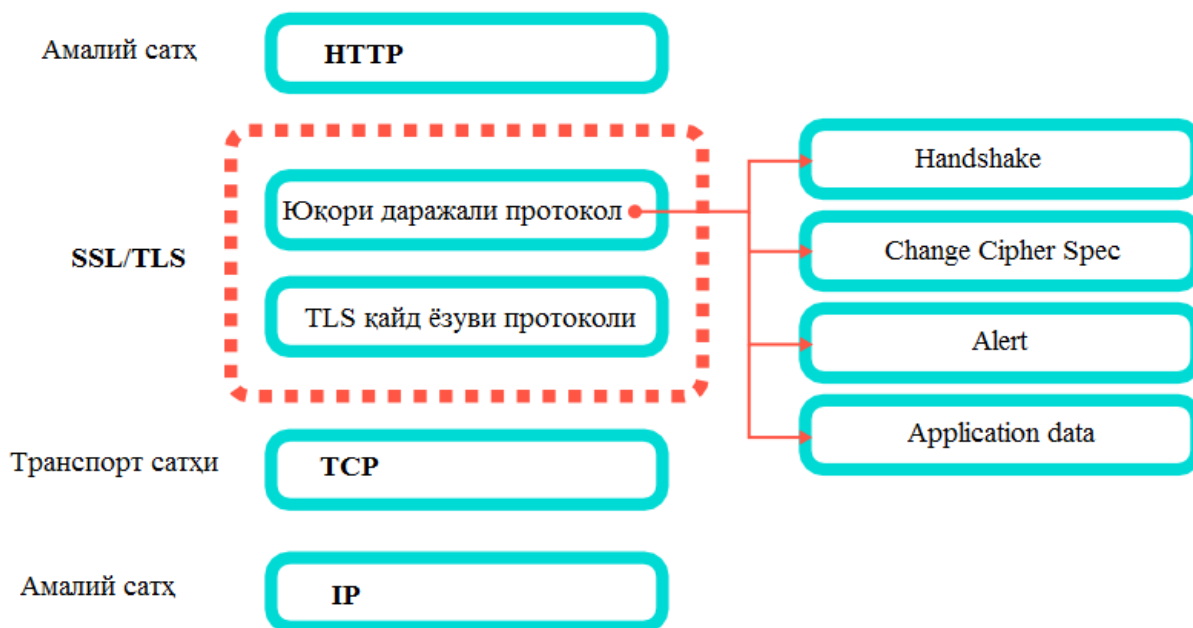 Амалий сатҳ
HTTP
SSL/TLS
Юқори даражали протокол
TLS қайд ёзуви протоколи
Handshake
Change Cipher Spec
Alert
Application data
Транспорт сатҳи
TCP
Амалий сатҳ
IP